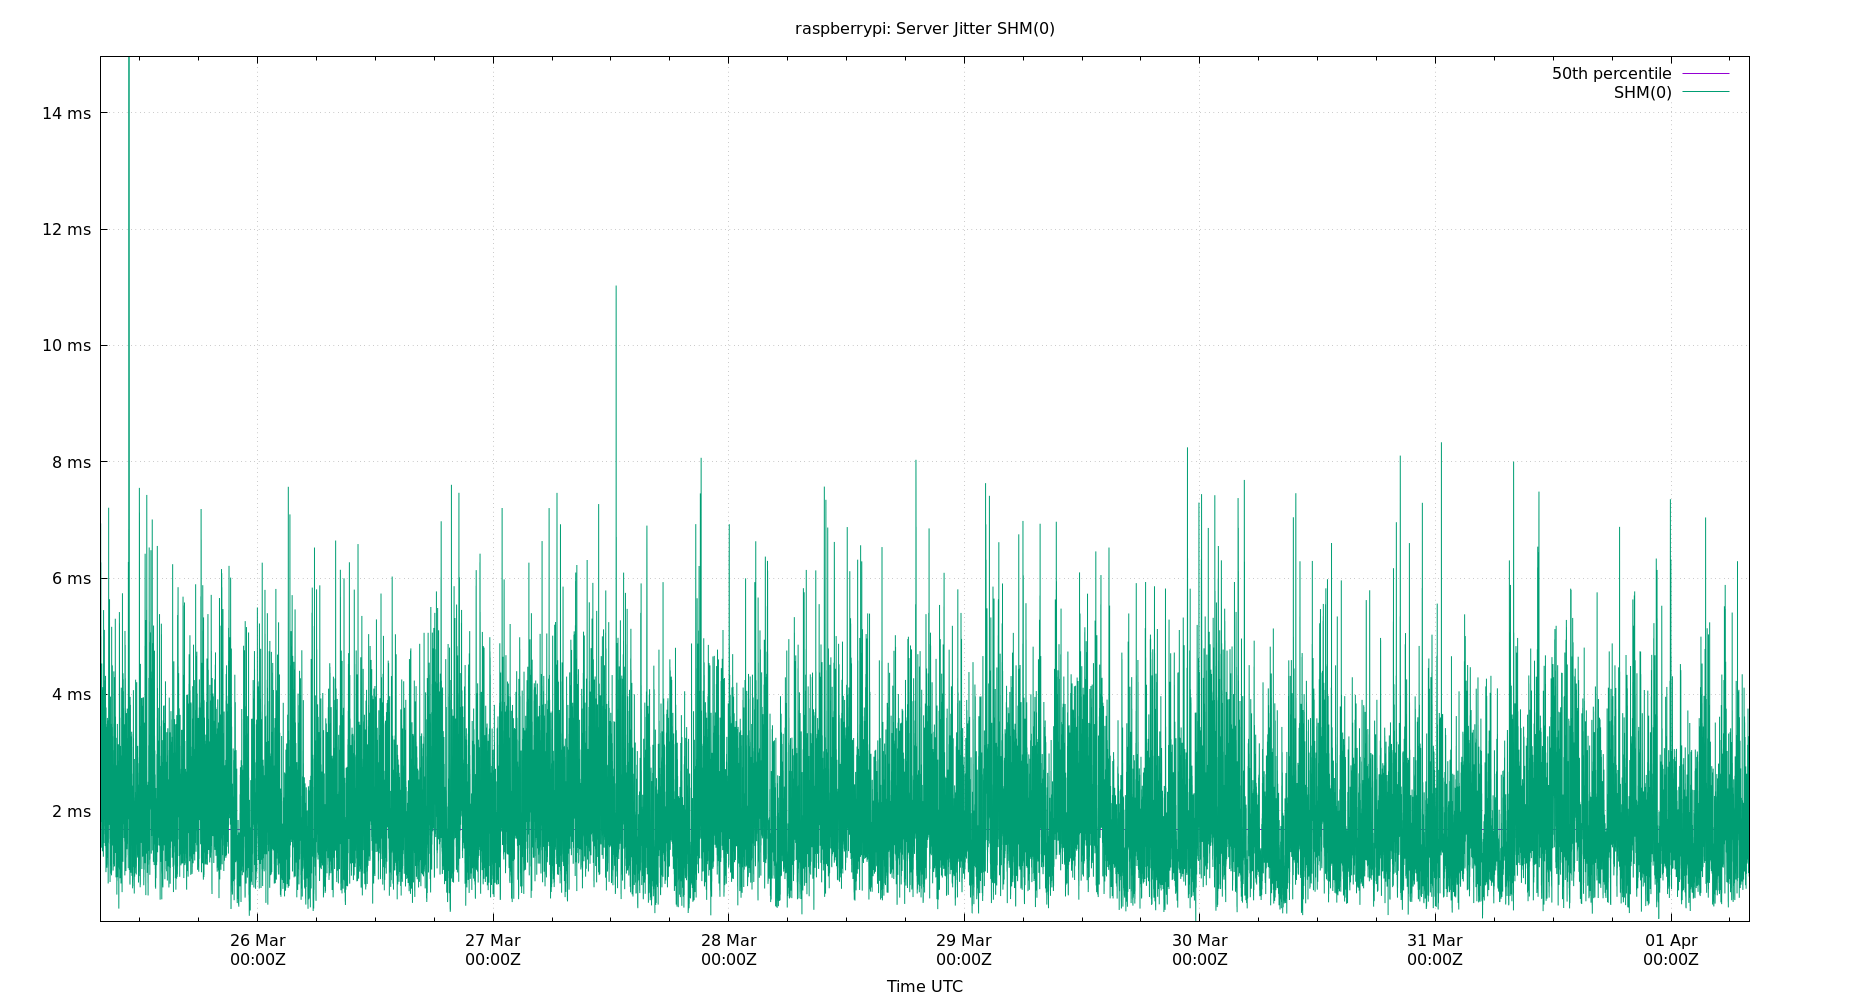 raspberrypi: Server Jitter SHM(0)
50th percentile
SHM(0)
14 ms
12 ms
10 ms
8 ms
6 ms
4 ms
2 ms
26 Mar 27 Mar 28 Mar 29 Mar 30 Mar 31 Mar 01 Apr
00:00Z 00:00Z 00:00Z 00:00Z 00:00Z 00:00Z 00:00Z
Time UTC